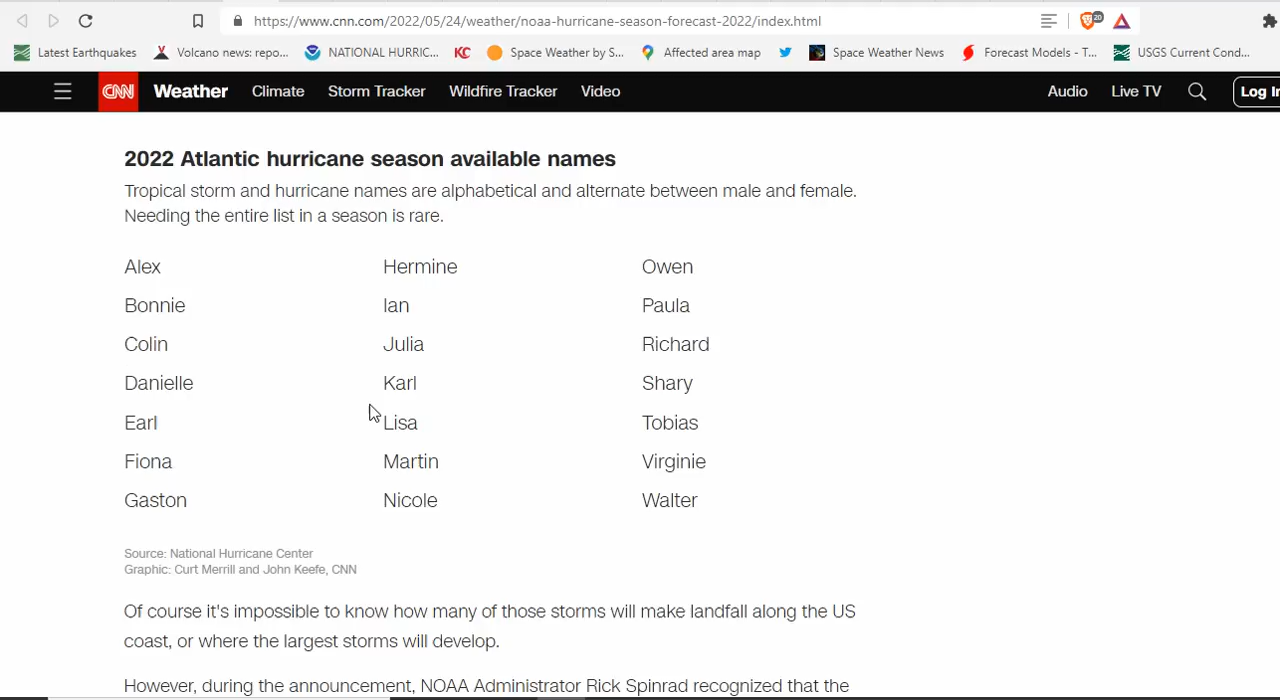 https://www.cnn.com/2022/05/24/weather/noaa-hurricane-season-forecast-2022/index.html
20
Latest Earthquakes Volcano news: repo... NATIONAL HURRIC... KC Space Weather by S... Affected area map Space Weather News Forecast Models - T... USGS Current Cond...
CNN Weather Climate Storm Tracker Wildfire Tracker Video Audio Live TV Log In
2022 Atlantic hurricane season available names
Tropical storm and hurricane names are alphabetical and alternate between male and female.
Needing the entire list in a season is rare.
Alex Hermine Owen
Bonnie Ian Paula
Colin Julia Richard
Danielle Karl Shary
Earl Lisa Tobias
Fiona Martin Virginie
Gaston Nicole Walter
Source: National Hurricane Center
Graphic: Curt Merrill and John Keefe, CNN
Of course it's impossible to know how many of those storms will make landfall along the US
coast, or where the largest storms will develop.
However, during the announcement, NOAA Administrator Rick Spinrad recognized that the